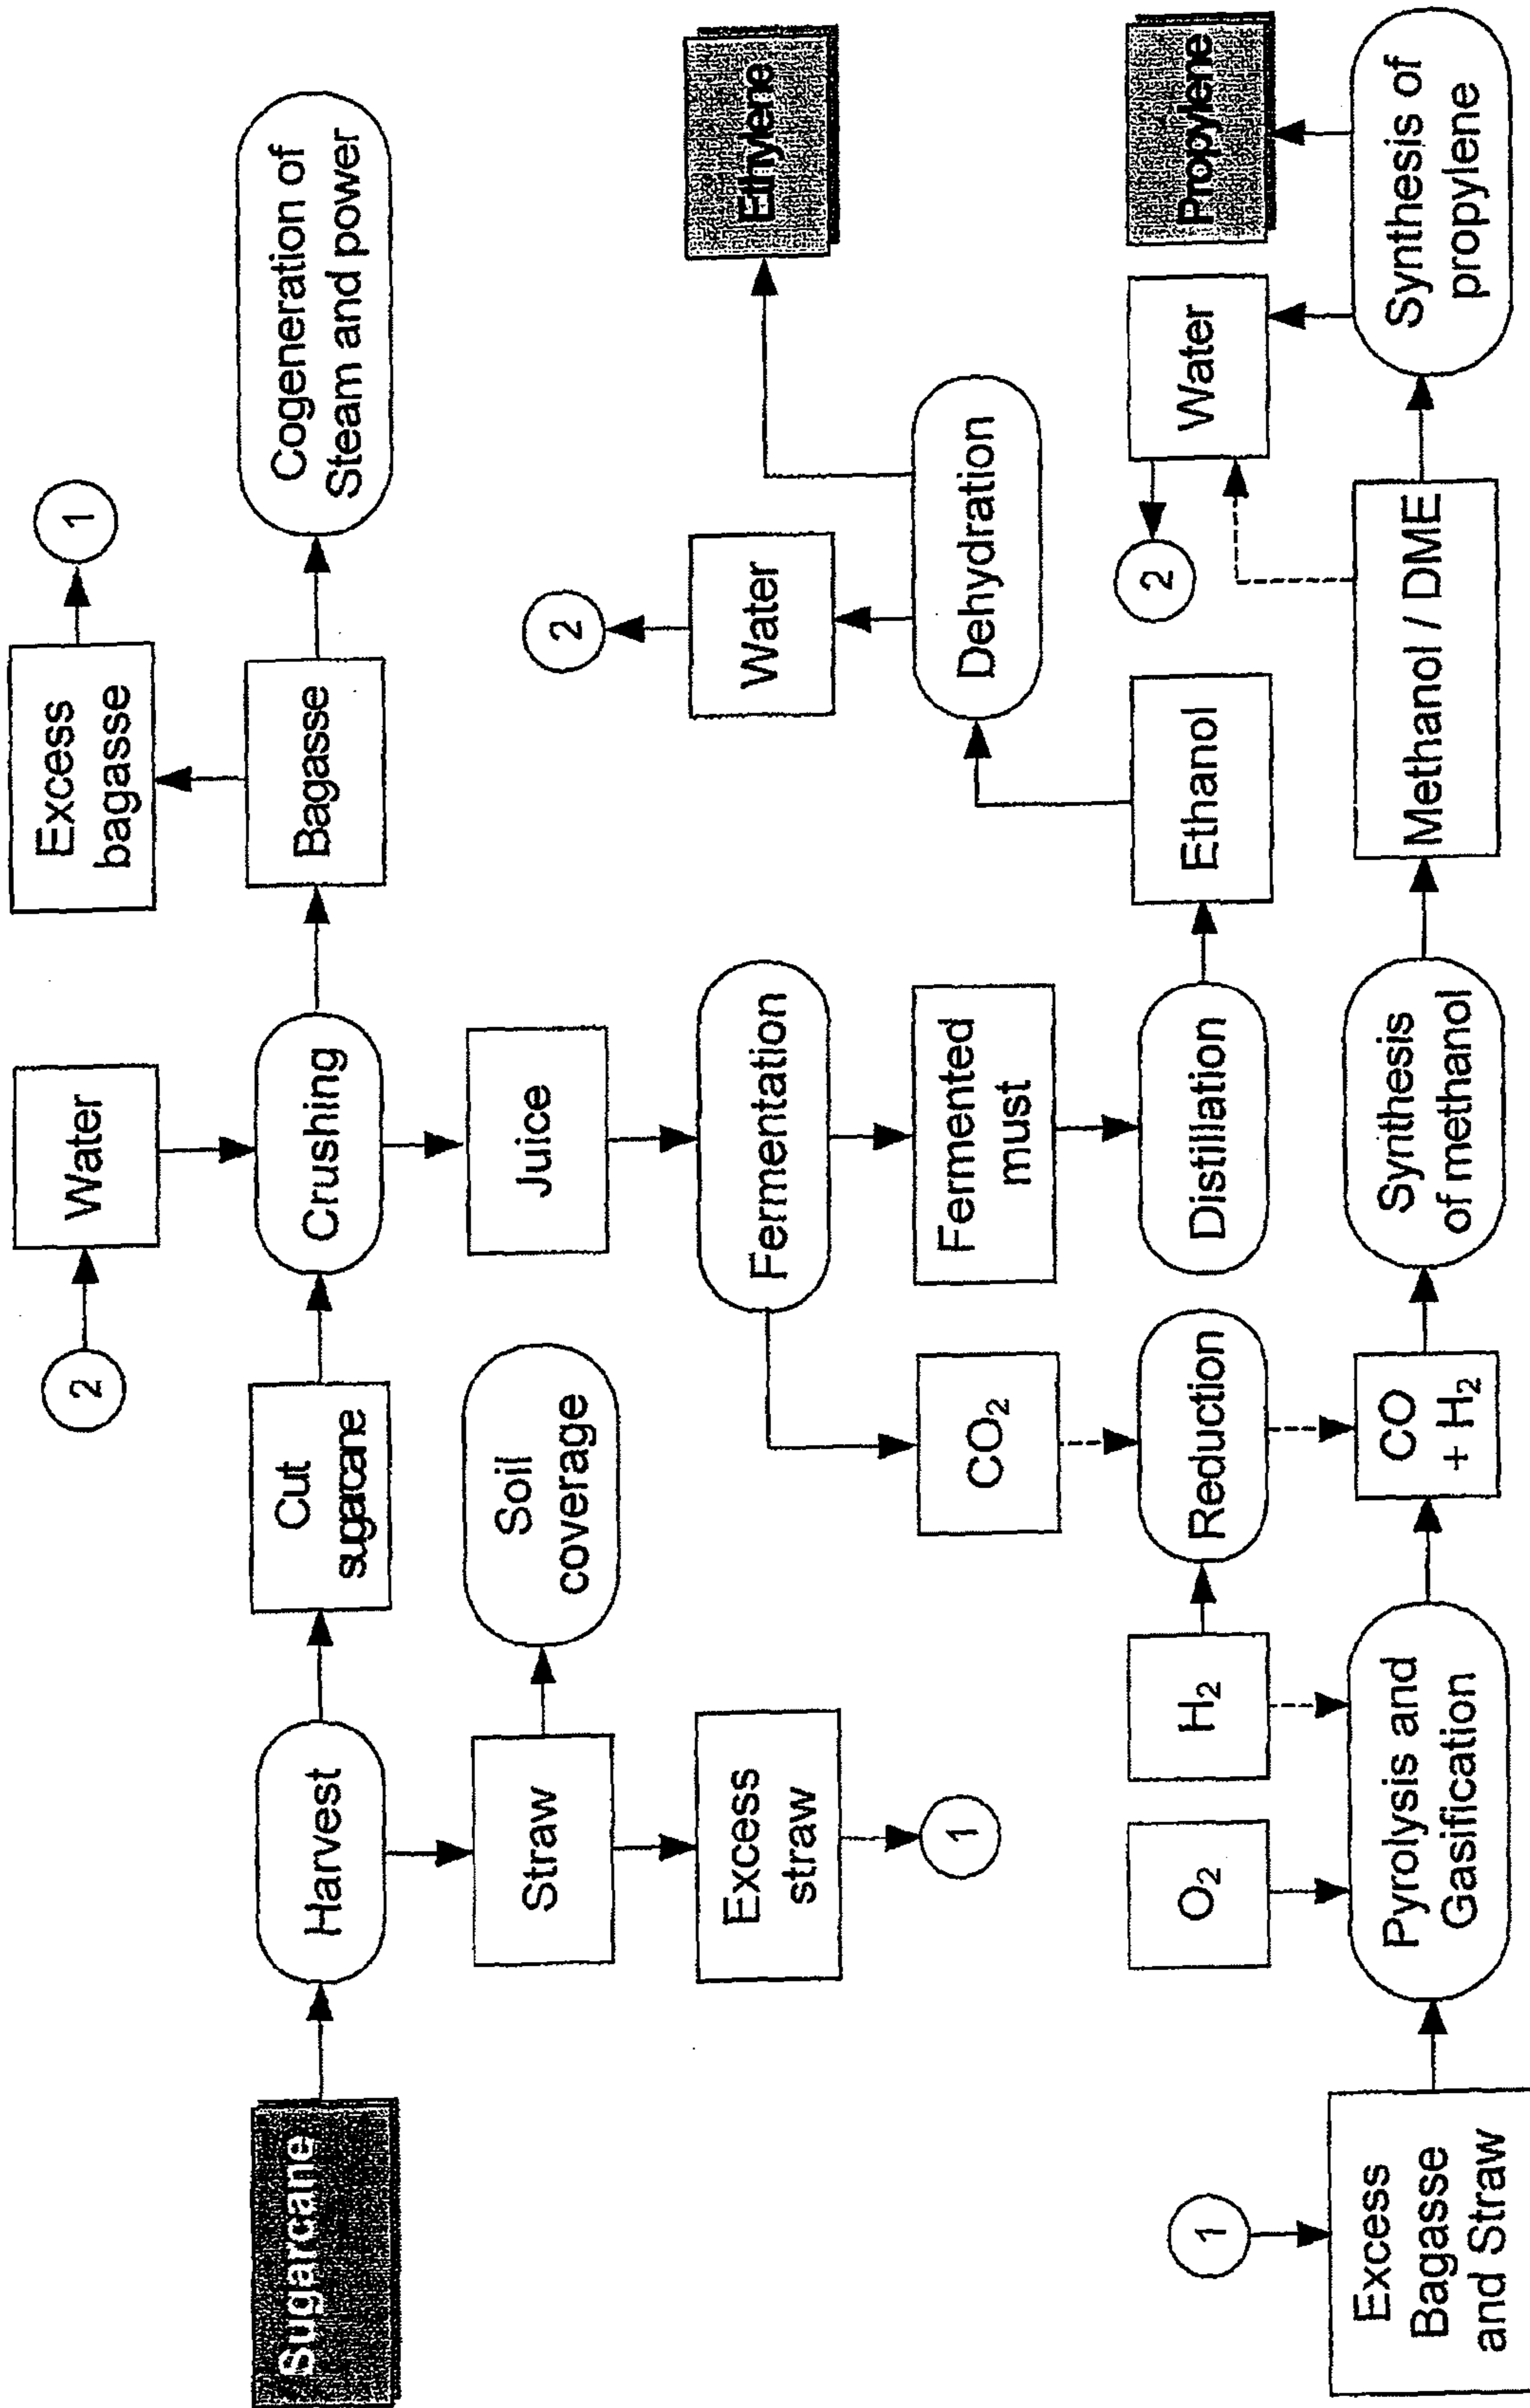 Sugarcane
Harvest
Cut
sugarcane
2
Water
Crushing
Bagasse
Excess
bagasse
1
Cogeneration of
Steam and power
Straw
Soil
coverage
Excess
straw
1
Juice
Fermentation
CO2
Fermented
must
Distillation
Ethanol
Dehydration
Water
2
Ethylene
1
Excess
Bagasse
and Straw
O2
H2
Pyrolysis and
Gasification
Reduction
CO
+ H2
Synthesis
of methanol
Methanol / DME
2
Water
Propylene
Synthesis of
propylene